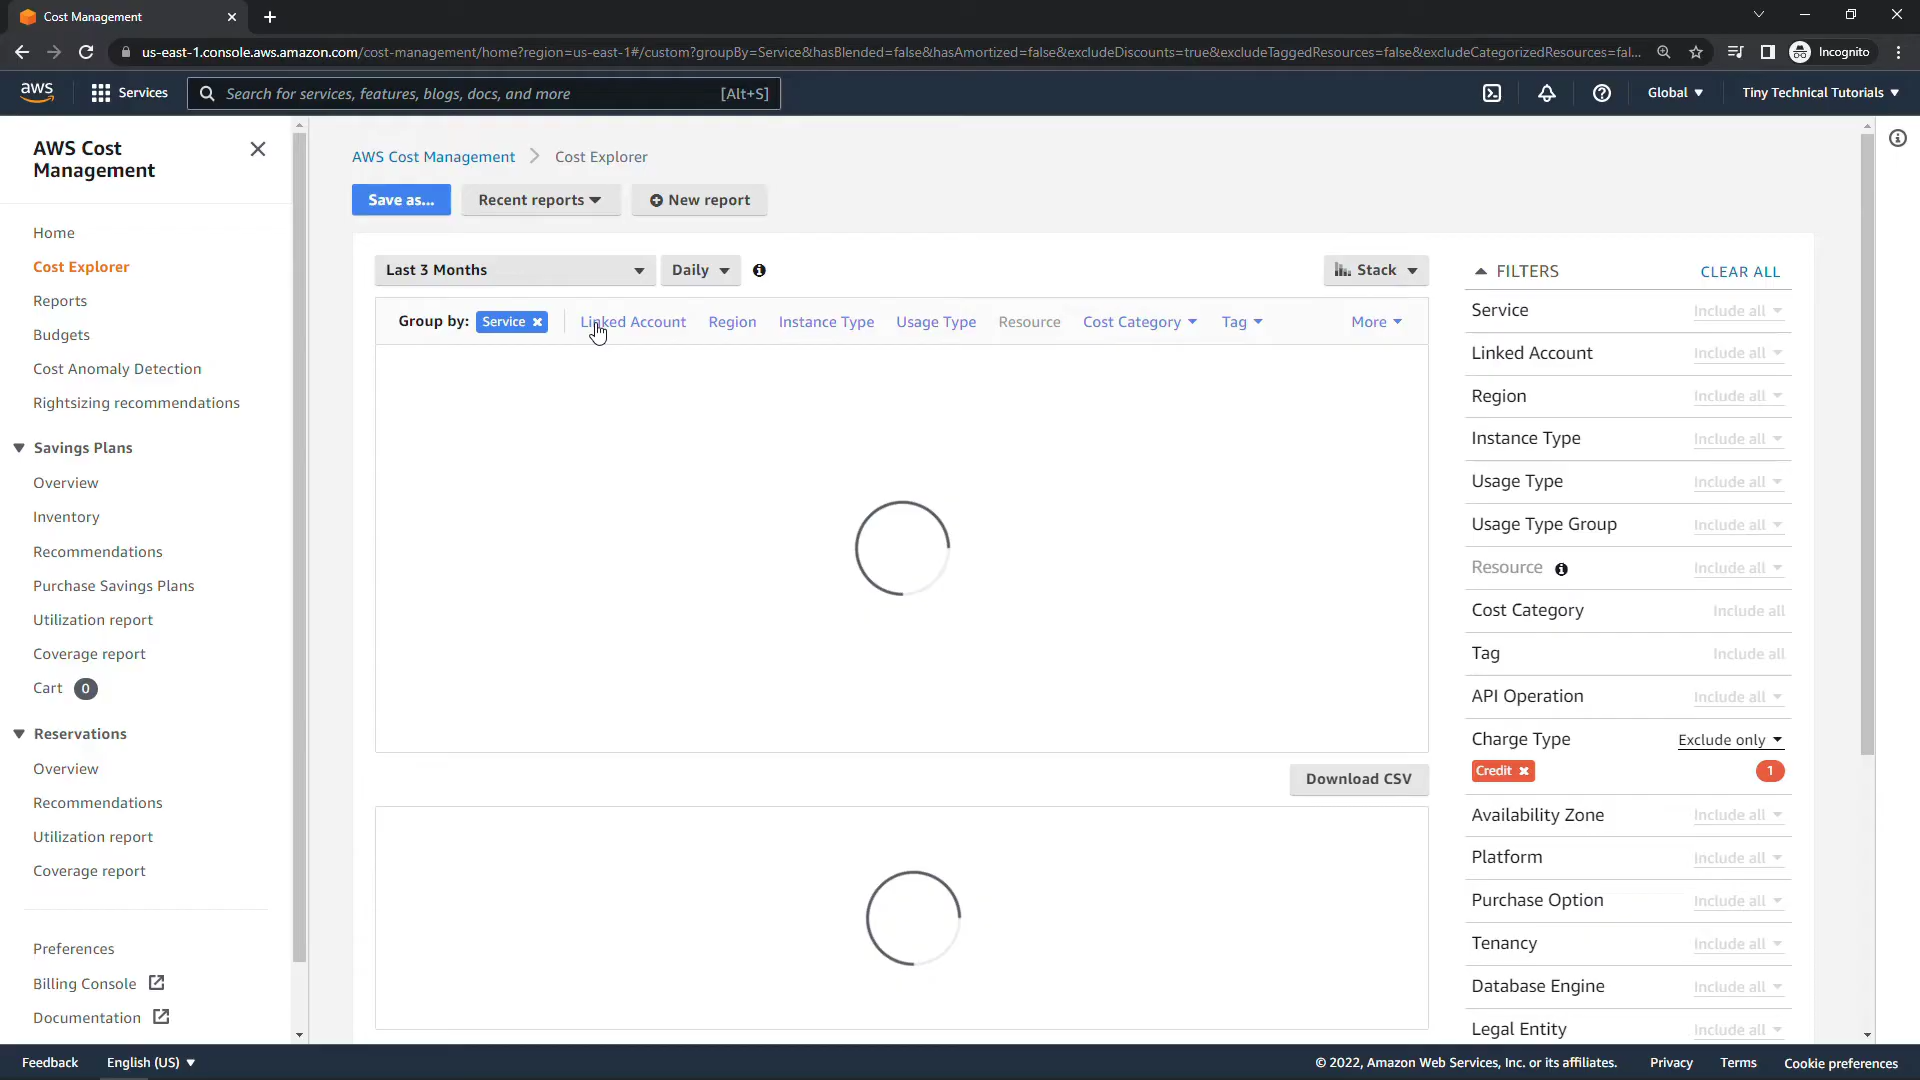 Cost Management
us-east-1.console.aws.amazon.com/cost-management/home?region=us-east-1#/custom?groupBy=Service&hasBlended=false&hasAmortized=false&excludeDiscounts=true&excludeTaggedResources=false&excludeCategorizedResources=fal...
Incognito
aws
Services
Search for services, features, blogs, docs, and more
[Alt+S]
Global
Tiny Technical Tutorials
AWS Cost
Management
Home
Cost Explorer
Reports
Budgets
Cost Anomaly Detection
Rightsizing recommendations
Savings Plans
Overview
Inventory
Recommendations
Purchase Savings Plans
Utilization report
Coverage report
Cart 0
Reservations
Overview
Recommendations
Utilization report
Coverage report
Preferences
Billing Console
Documentation
AWS Cost Management
Cost Explorer
Save as...
Recent reports
New report
Last 3 Months
Daily
Stack
Group by:
Service
Linked Account
Region
Instance Type
Usage Type
Resource
Cost Category
Tag
More
Download CSV
FILTERS
CLEAR ALL
Service Include all
Linked Account Include all
Region Include all
Instance Type Include all
Usage Type Include all
Usage Type Group Include all
Resource Include all
Cost Category Include all
Tag Include all
API Operation Include all
Charge Type Exclude only
Credit 1
Availability Zone Include all
Platform Include all
Purchase Option Include all
Tenancy Include all
Database Engine Include all
Legal Entity Include all
Feedback
English (US)
© 2022, Amazon Web Services, Inc. or its affiliates.
Privacy
Terms
Cookie preferences